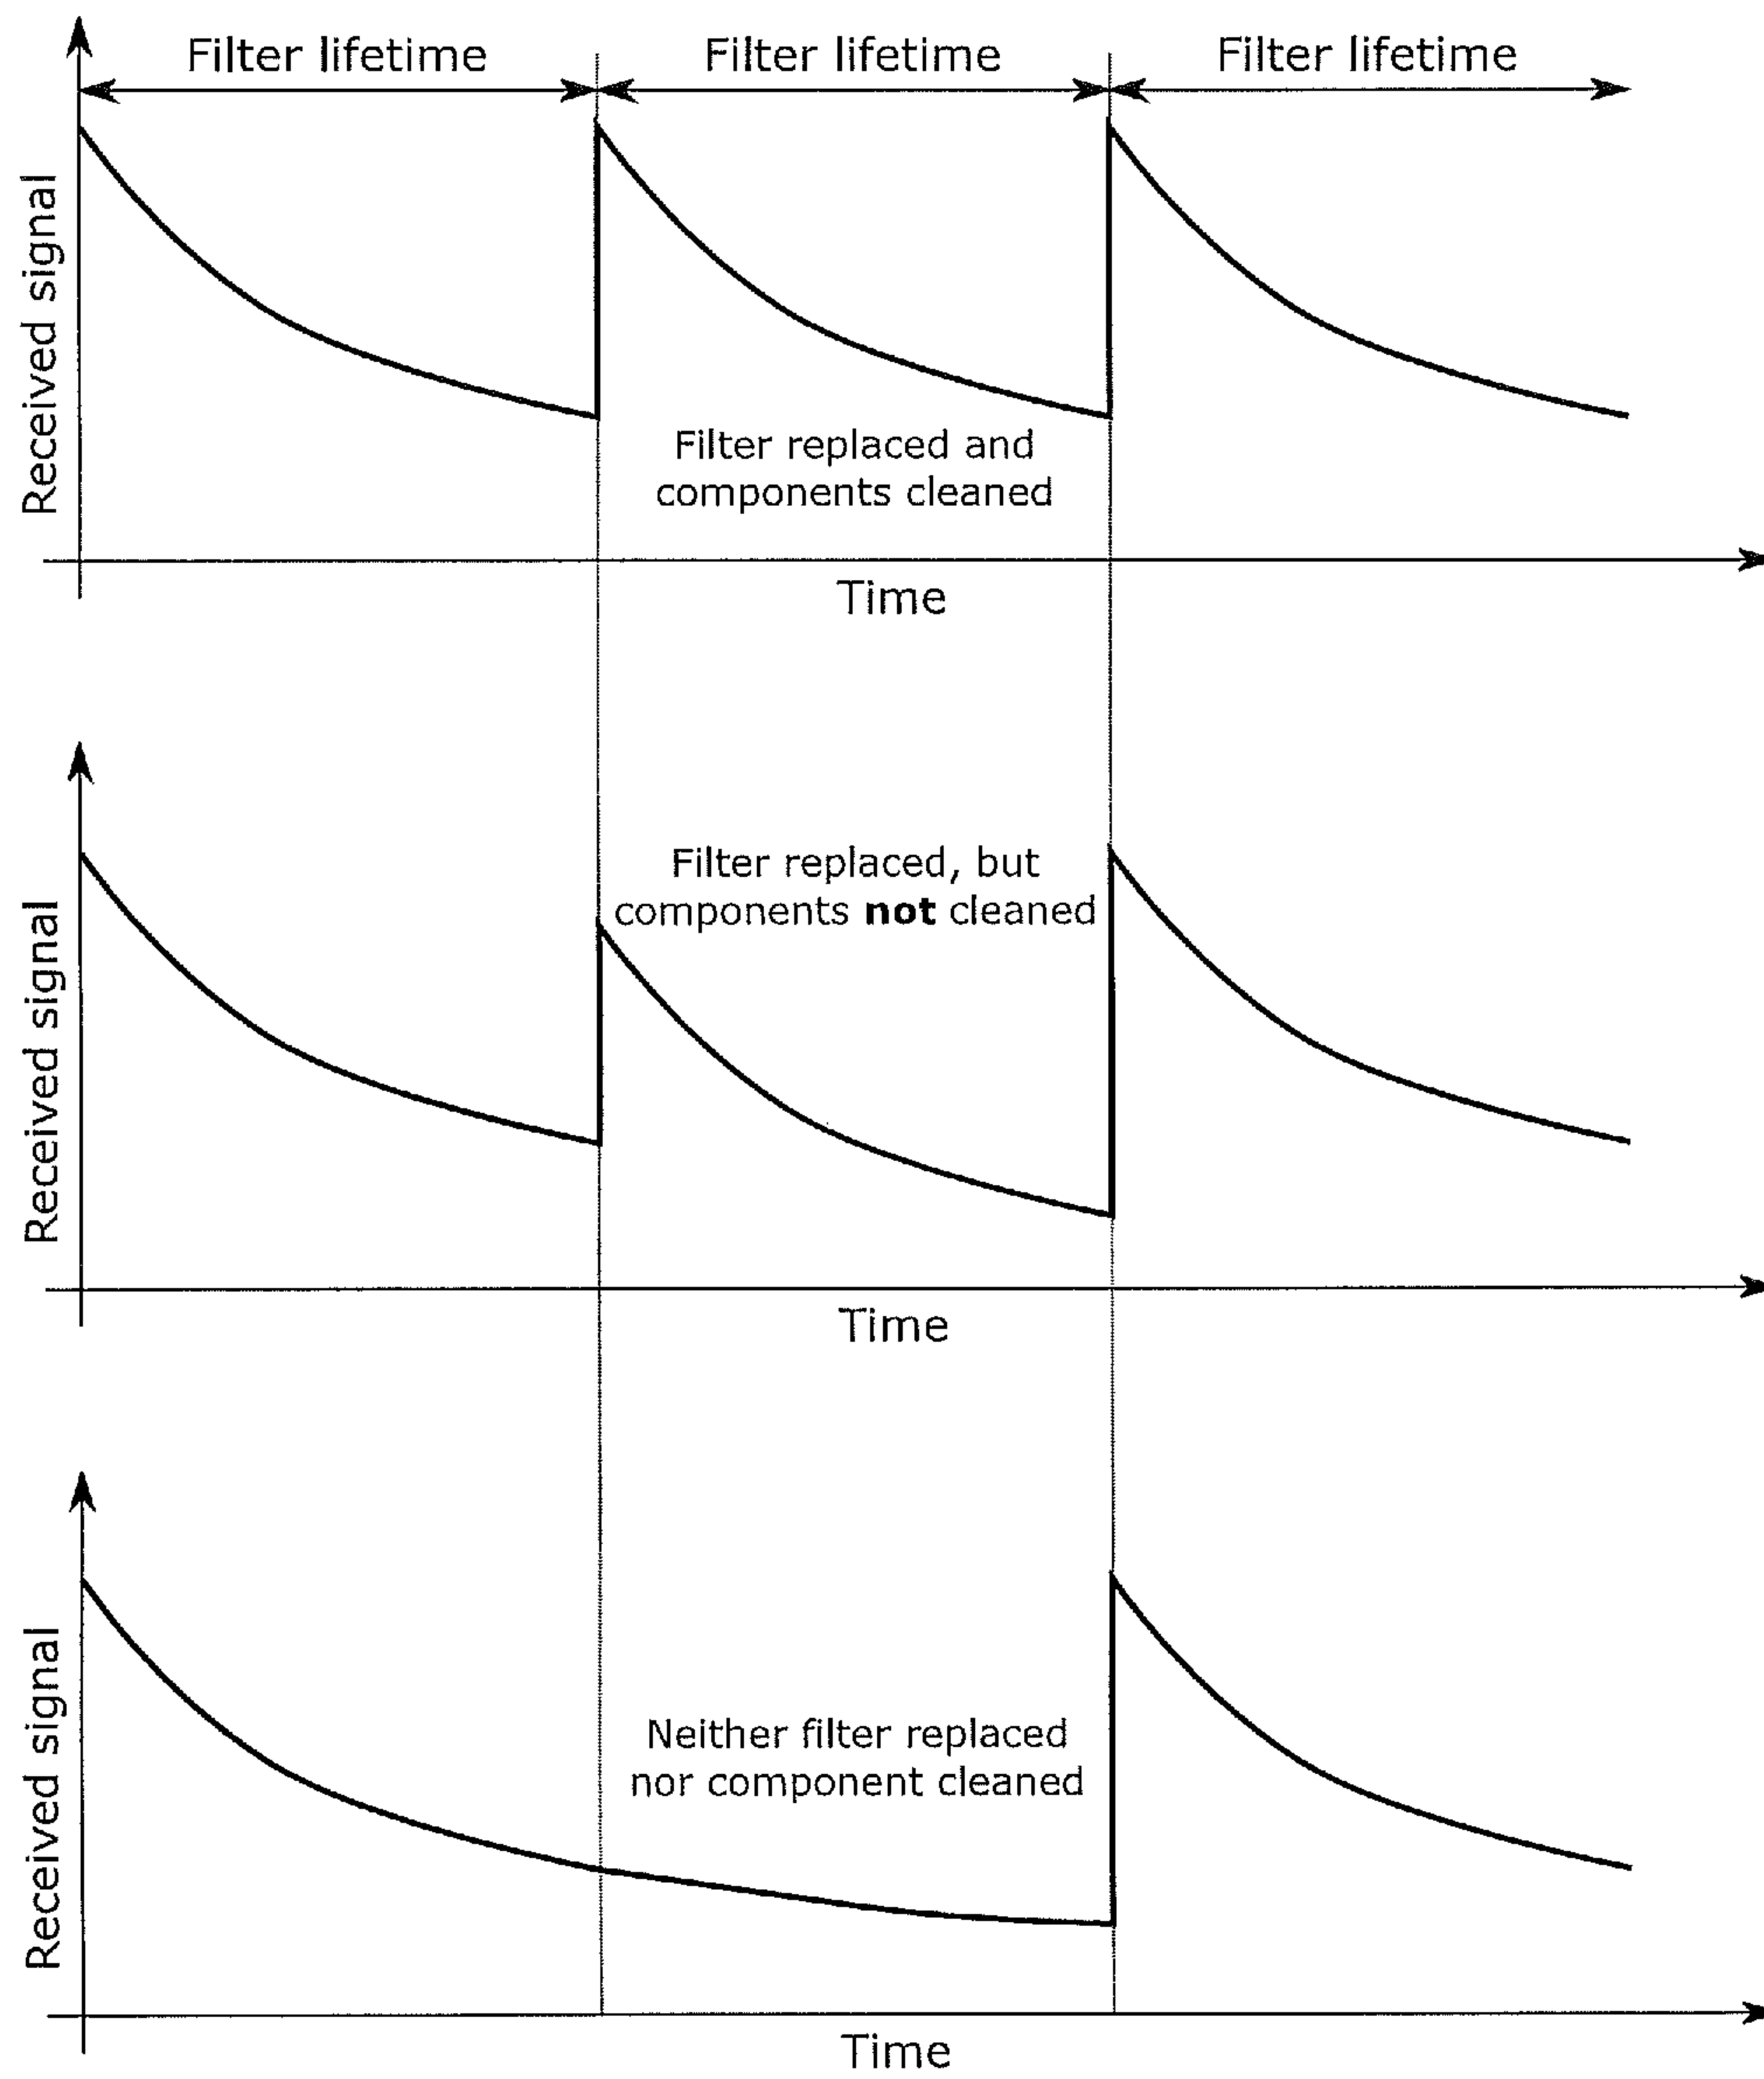 Filter lifetime
Filter lifetime
Filter lifetime
Received signal
Filter replaced and
components cleaned
Time
Received signal
Filter replaced, but
components not cleaned
Time
Received signal
Neither filter replaced
nor component cleaned
Time